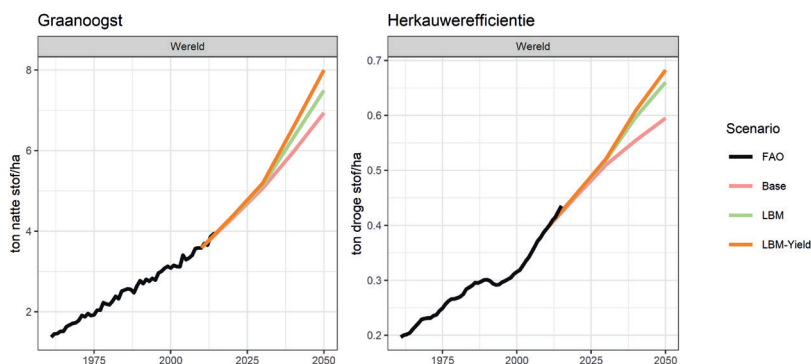 Graanoogst
Wereld
ton natte stof/ha
8
6
4
2
1975
2000
2025
2050
Herkauwerefficientie
Wereld
ton droge stof/ha
0.7
0.6
0.5
0.4
0.3
0.2
1975
2000
2025
2050
Scenario
FAO
Base
LBM
LBM-Yield